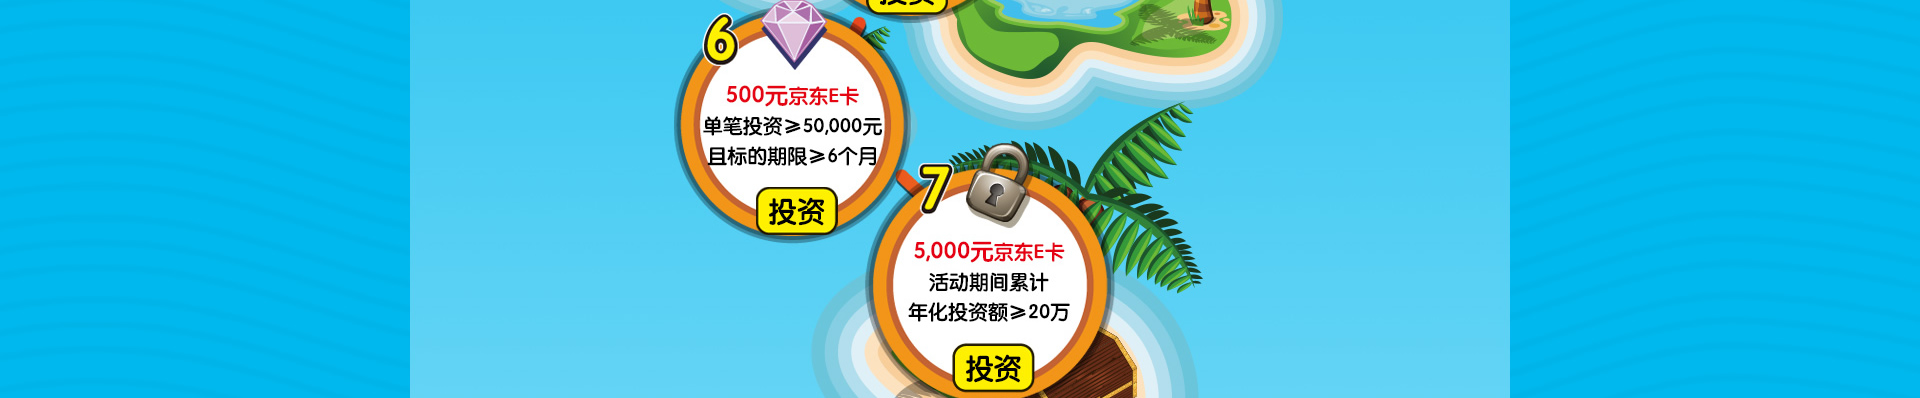 投资
6
500元京东E卡
单笔投资≥50,000元
且标的期限≥6个月
投资
7
5,000元京东E卡
活动期间累计
年化投资额≥20万
投资